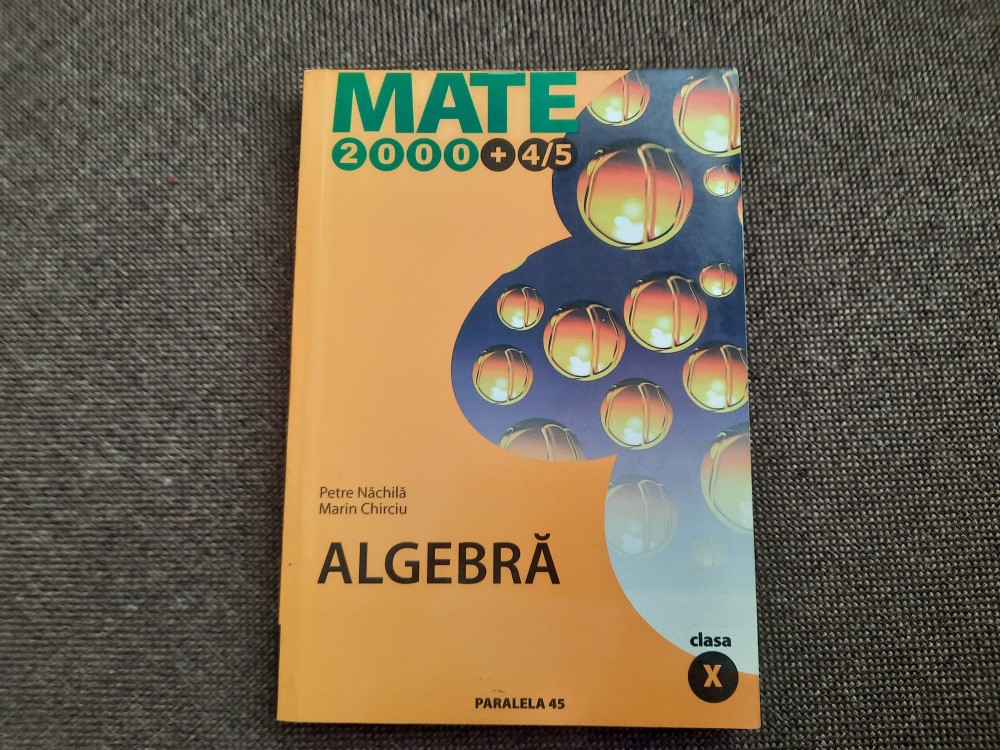 MATE
2000+4/5
Petre Năchilă
Marin Chirciu
ALGEBRĂ
clasa
X
PARALELA 45